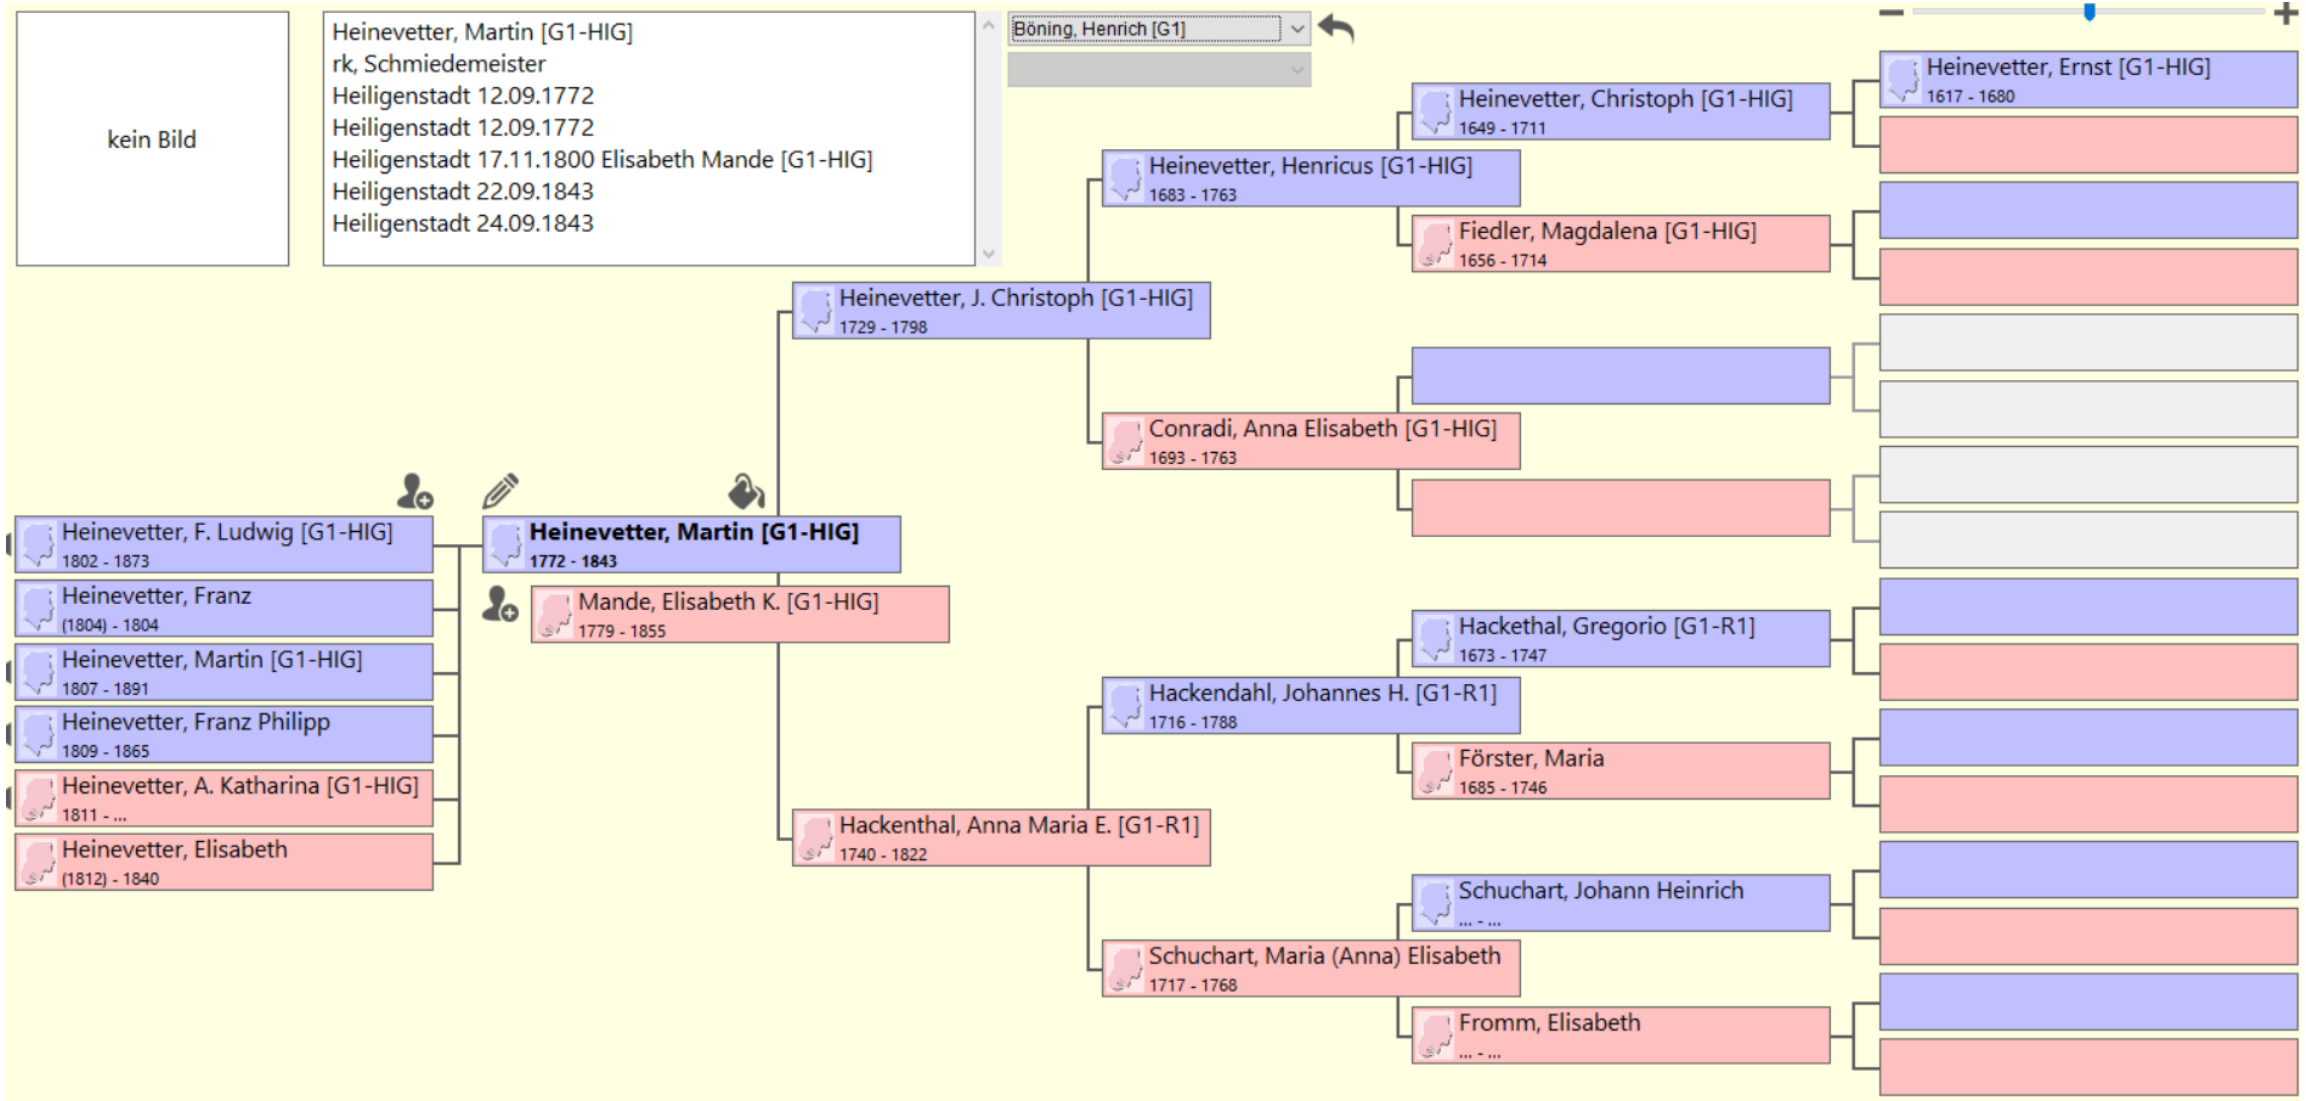 kein Bild
Heinevetter, Martin [G1-HIG]
rk, Schmiedemeister
Heiligenstadt 12.09.1772
Heiligenstadt 12.09.1772
Heiligenstadt 17.11.1800 Elisabeth Mande [G1-HIG]
Heiligenstadt 22.09.1843
Heiligenstadt 24.09.1843
Böning, Henrich [G1]
Heinevetter, F. Ludwig [G1-HIG]
1802 - 1873
Heinevetter, Franz
(1804) - 1804
Heinevetter, Martin [G1-HIG]
1807 - 1891
Heinevetter, Franz Philipp
1809 - 1865
Heinevetter, A. Katharina [G1-HIG]
1811 - ...
Heinevetter, Elisabeth
(1812) - 1840
Heinevetter, Martin [G1-HIG]
1772 - 1843
Mande, Elisabeth K. [G1-HIG]
1779 - 1855
Heinevetter, J. Christoph [G1-HIG]
1729 - 1798
Hackenthal, Anna Maria E. [G1-R1]
1740 - 1822
Heinevetter, Henricus [G1-HIG]
1683 - 1763
Conradi, Anna Elisabeth [G1-HIG]
1693 - 1763
Hackendahl, Johannes H. [G1-R1]
1716 - 1788
Schuchart, Maria (Anna) Elisabeth
1717 - 1768
Heinevetter, Christoph [G1-HIG]
1649 - 1711
Fiedler, Magdalena [G1-HIG]
1656 - 1714
Hackethal, Gregorio [G1-R1]
1673 - 1747
Förster, Maria
1685 - 1746
Schuchart, Johann Heinrich
... - ...
Fromm, Elisabeth
... - ...
Heinevetter, Ernst [G1-HIG]
1617 - 1680